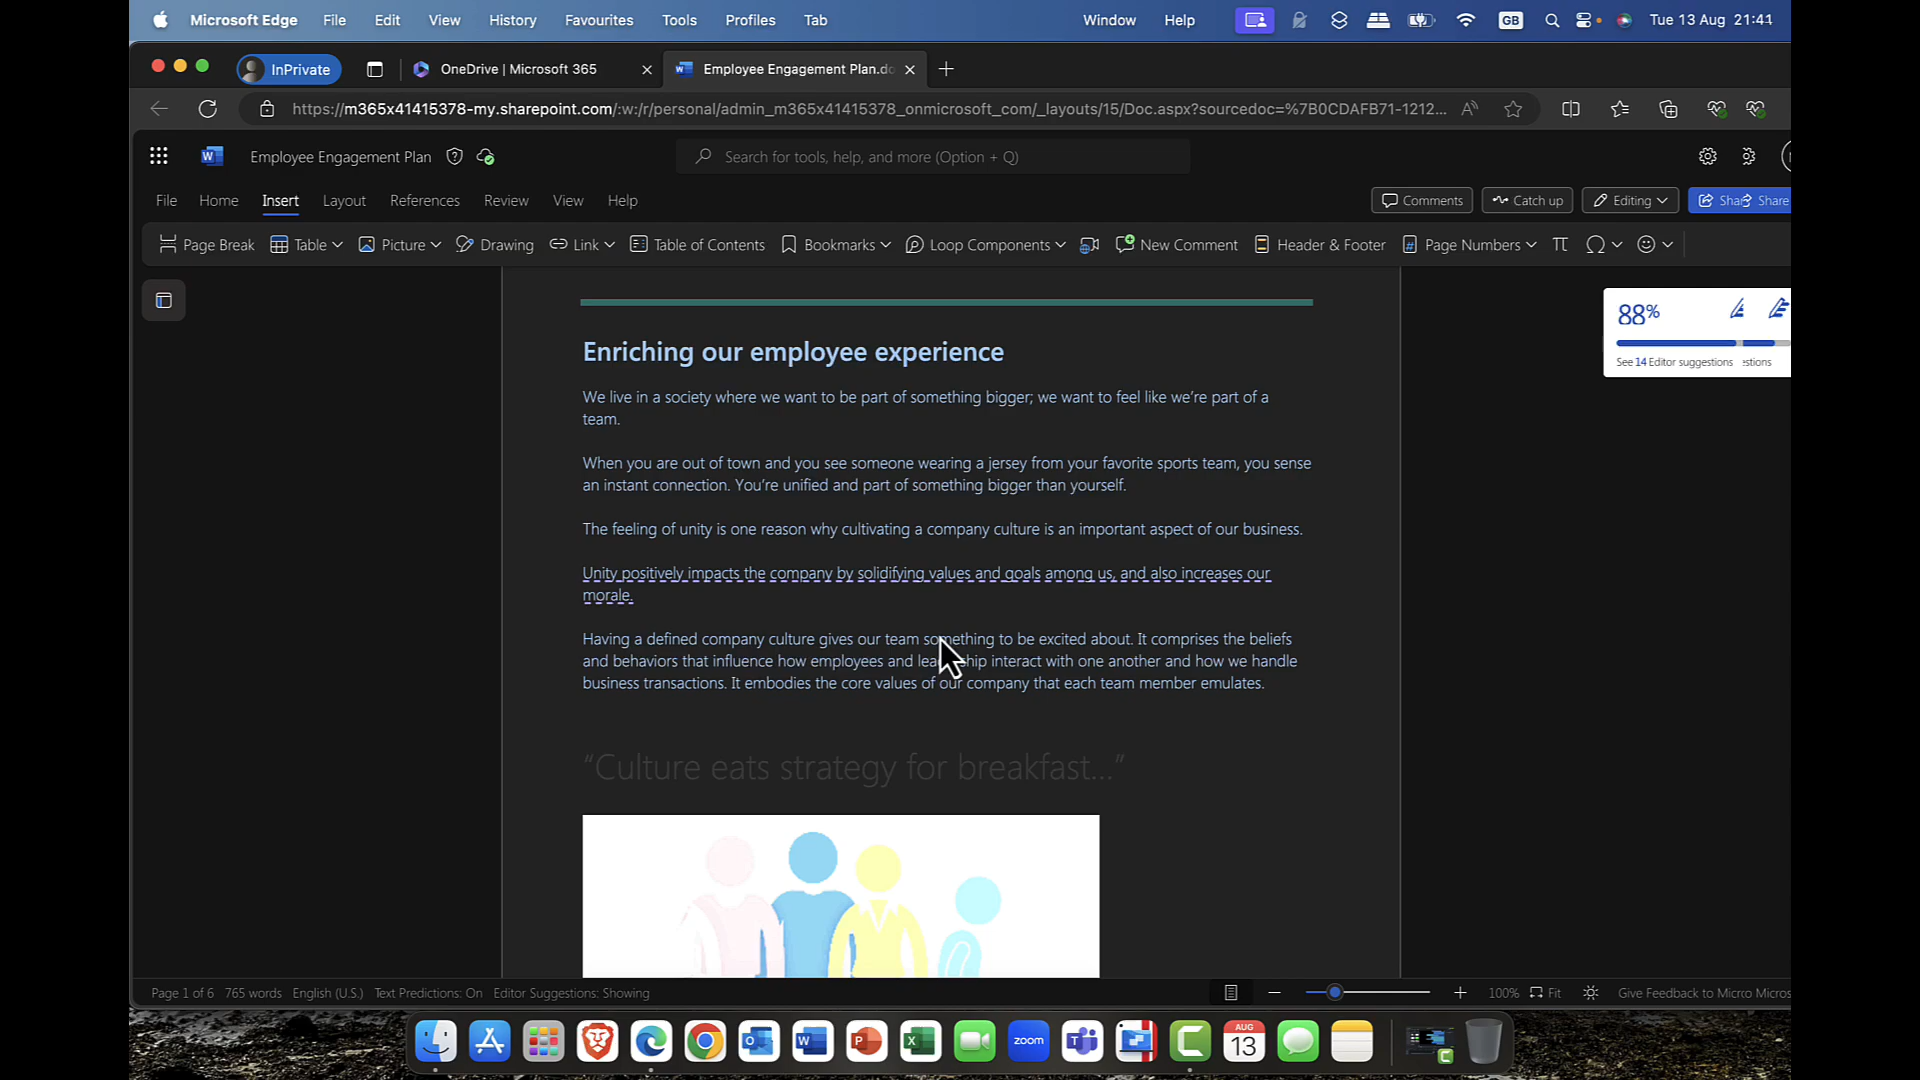 Microsoft Edge File Edit View History Favourites Tools Profiles Tab Window Help GB Tue 13 Aug 21:41
InPrivate OneDrive | Microsoft 365 Employee Engagement Plan.do
https://m365x41415378-my.sharepoint.com/:w:/r/personal/admin_m365x41415378_onmicrosoft_com/_layouts/15/Doc.aspx?sourcedoc=%7B0CDAFB71-1212...
W Employee Engagement Plan Search for tools, help, and more (Option + Q)
File Home Insert Layout References Review View Help Comments Catch up Editing Share
Page Break Table Picture Drawing Link Table of Contents Bookmarks Loop Components New Comment Header & Footer Page Numbers
88%
See 14 Editor suggestions
Enriching our employee experience
We live in a society where we want to be part of something bigger; we want to feel like we're part of a
team.
When you are out of town and you see someone wearing a jersey from your favorite sports team, you sense
an instant connection. You're unified and part of something bigger than yourself.
The feeling of unity is one reason why cultivating a company culture is an important aspect of our business.
Unity positively impacts the company by solidifying values and goals among us, and also increases our
morale.
Having a defined company culture gives our team something to be excited about. It comprises the beliefs
and behaviors that influence how employees and leadership interact with one another and how we handle
business transactions. It embodies the core values of our company that each team member emulates.
"Culture eats strategy for breakfast..."
Page 1 of 6 765 words English (U.S.) Text Predictions: On Editor Suggestions: Showing 100% Fit Give Feedback to
zoom AUG
13